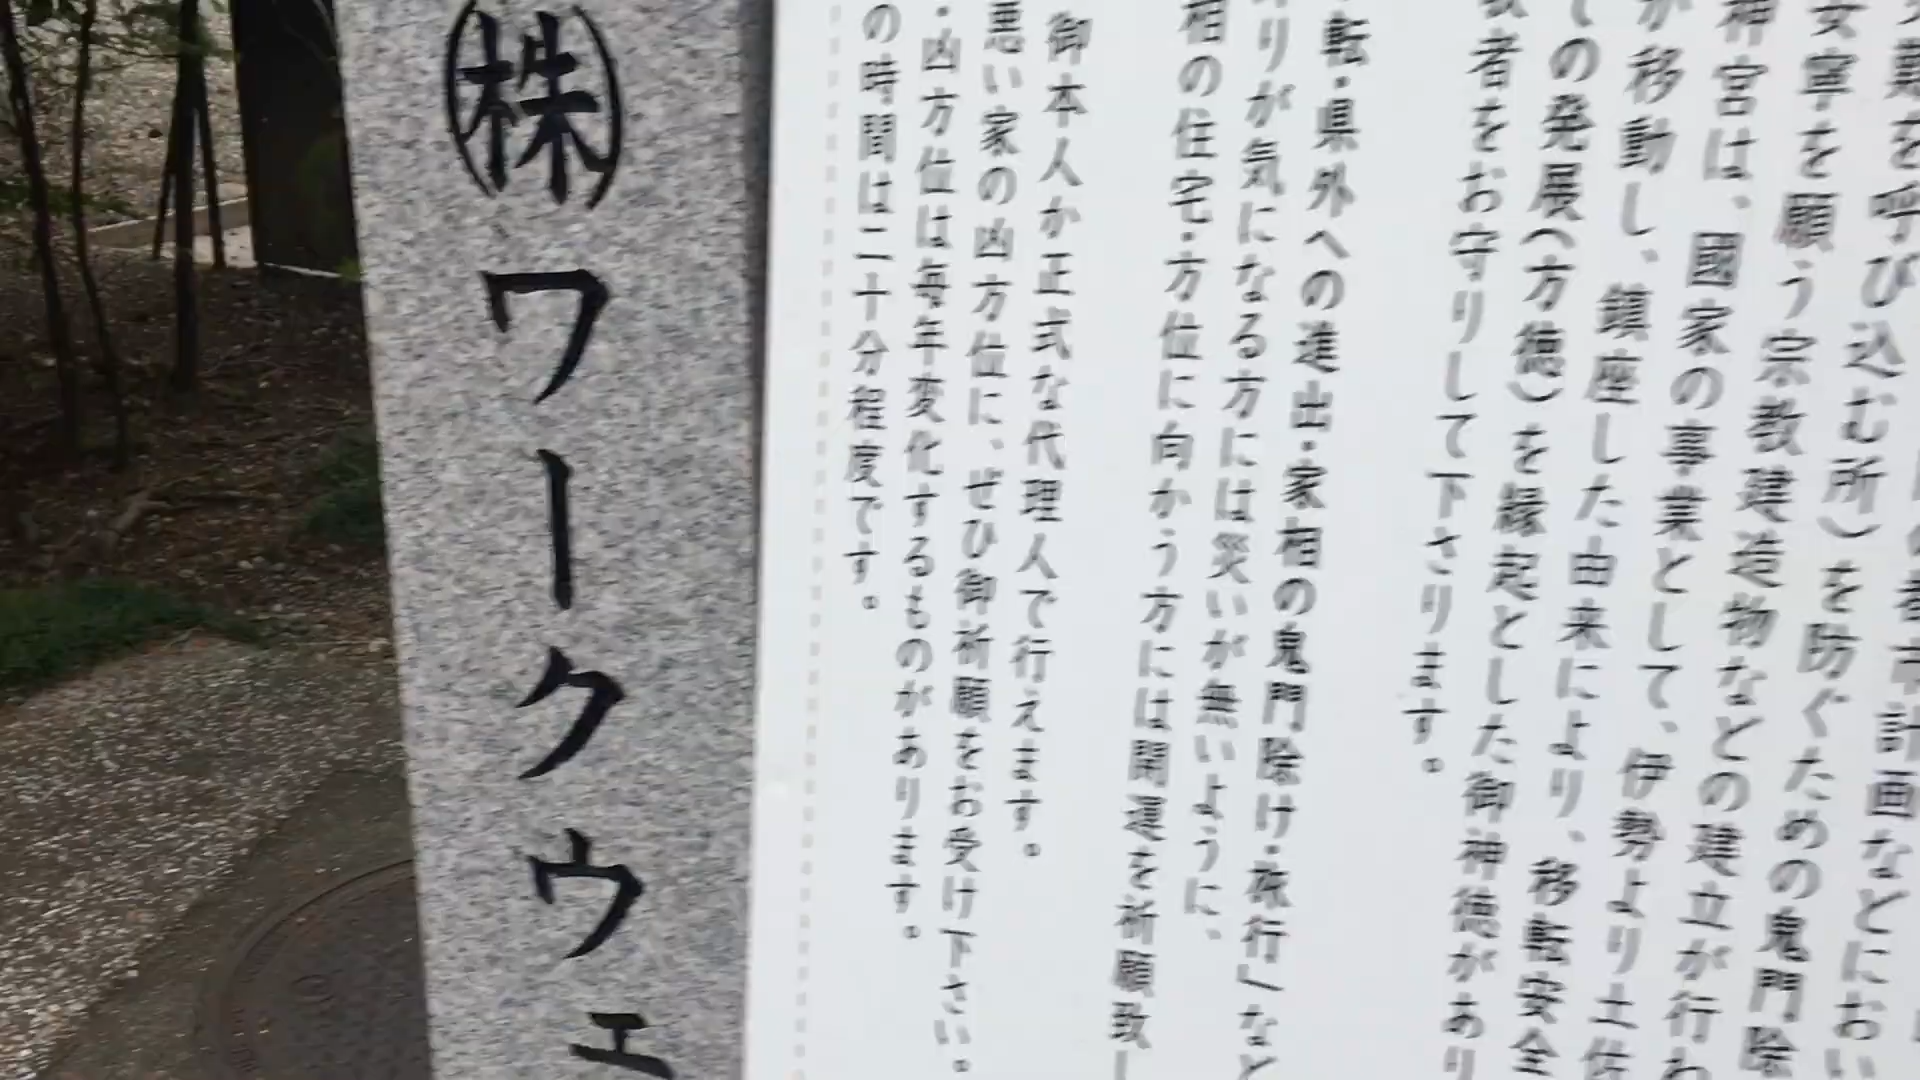 災難を呼び込む所)を防ぐための鬼門除
安寧を願う宗教建造物などの建立が行わ
神宮は、國家の事業として、伊勢より土佐
が移動し、鎮座した由来により、移転安全
ての発展(方徳)を縁起とした御神徳があり
者をお守りして下さります。
転・県外への進出・家相の鬼門除け・旅行」など
りが気になる方には災いが無いように、
相の住宅・方位に向かう方には開運を祈願致し
御本人か正式な代理人で行えます。
悪い家の凶方位に、ぜひ御祈願をお受け下さい。
・凶方位は毎年変化するものがあります。
の時間は二十分程度です。
㈱ワークウェ